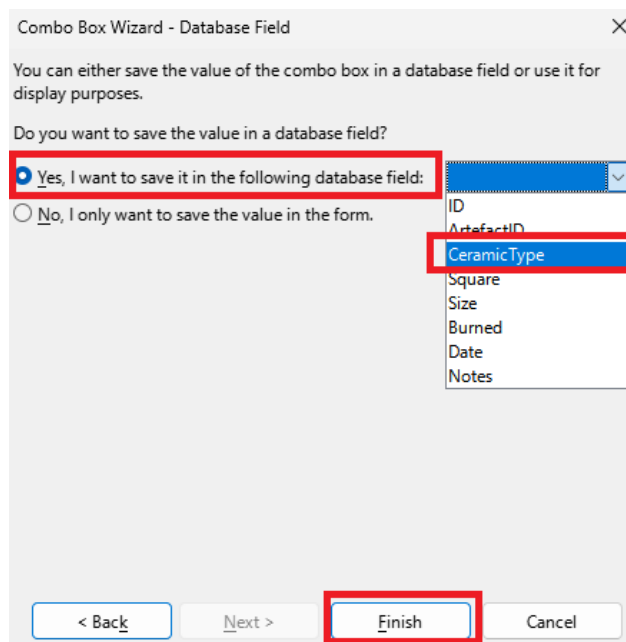 Combo Box Wizard - Database Field
You can either save the value of the combo box in a database field or use it for
display purposes.
Do you want to save the value in a database field?
Yes, I want to save it in the following database field:
No, I only want to save the value in the form.
ID
ArtefactID
CeramicType
Square
Size
Burned
Date
Notes
< Back
Next >
Finish
Cancel